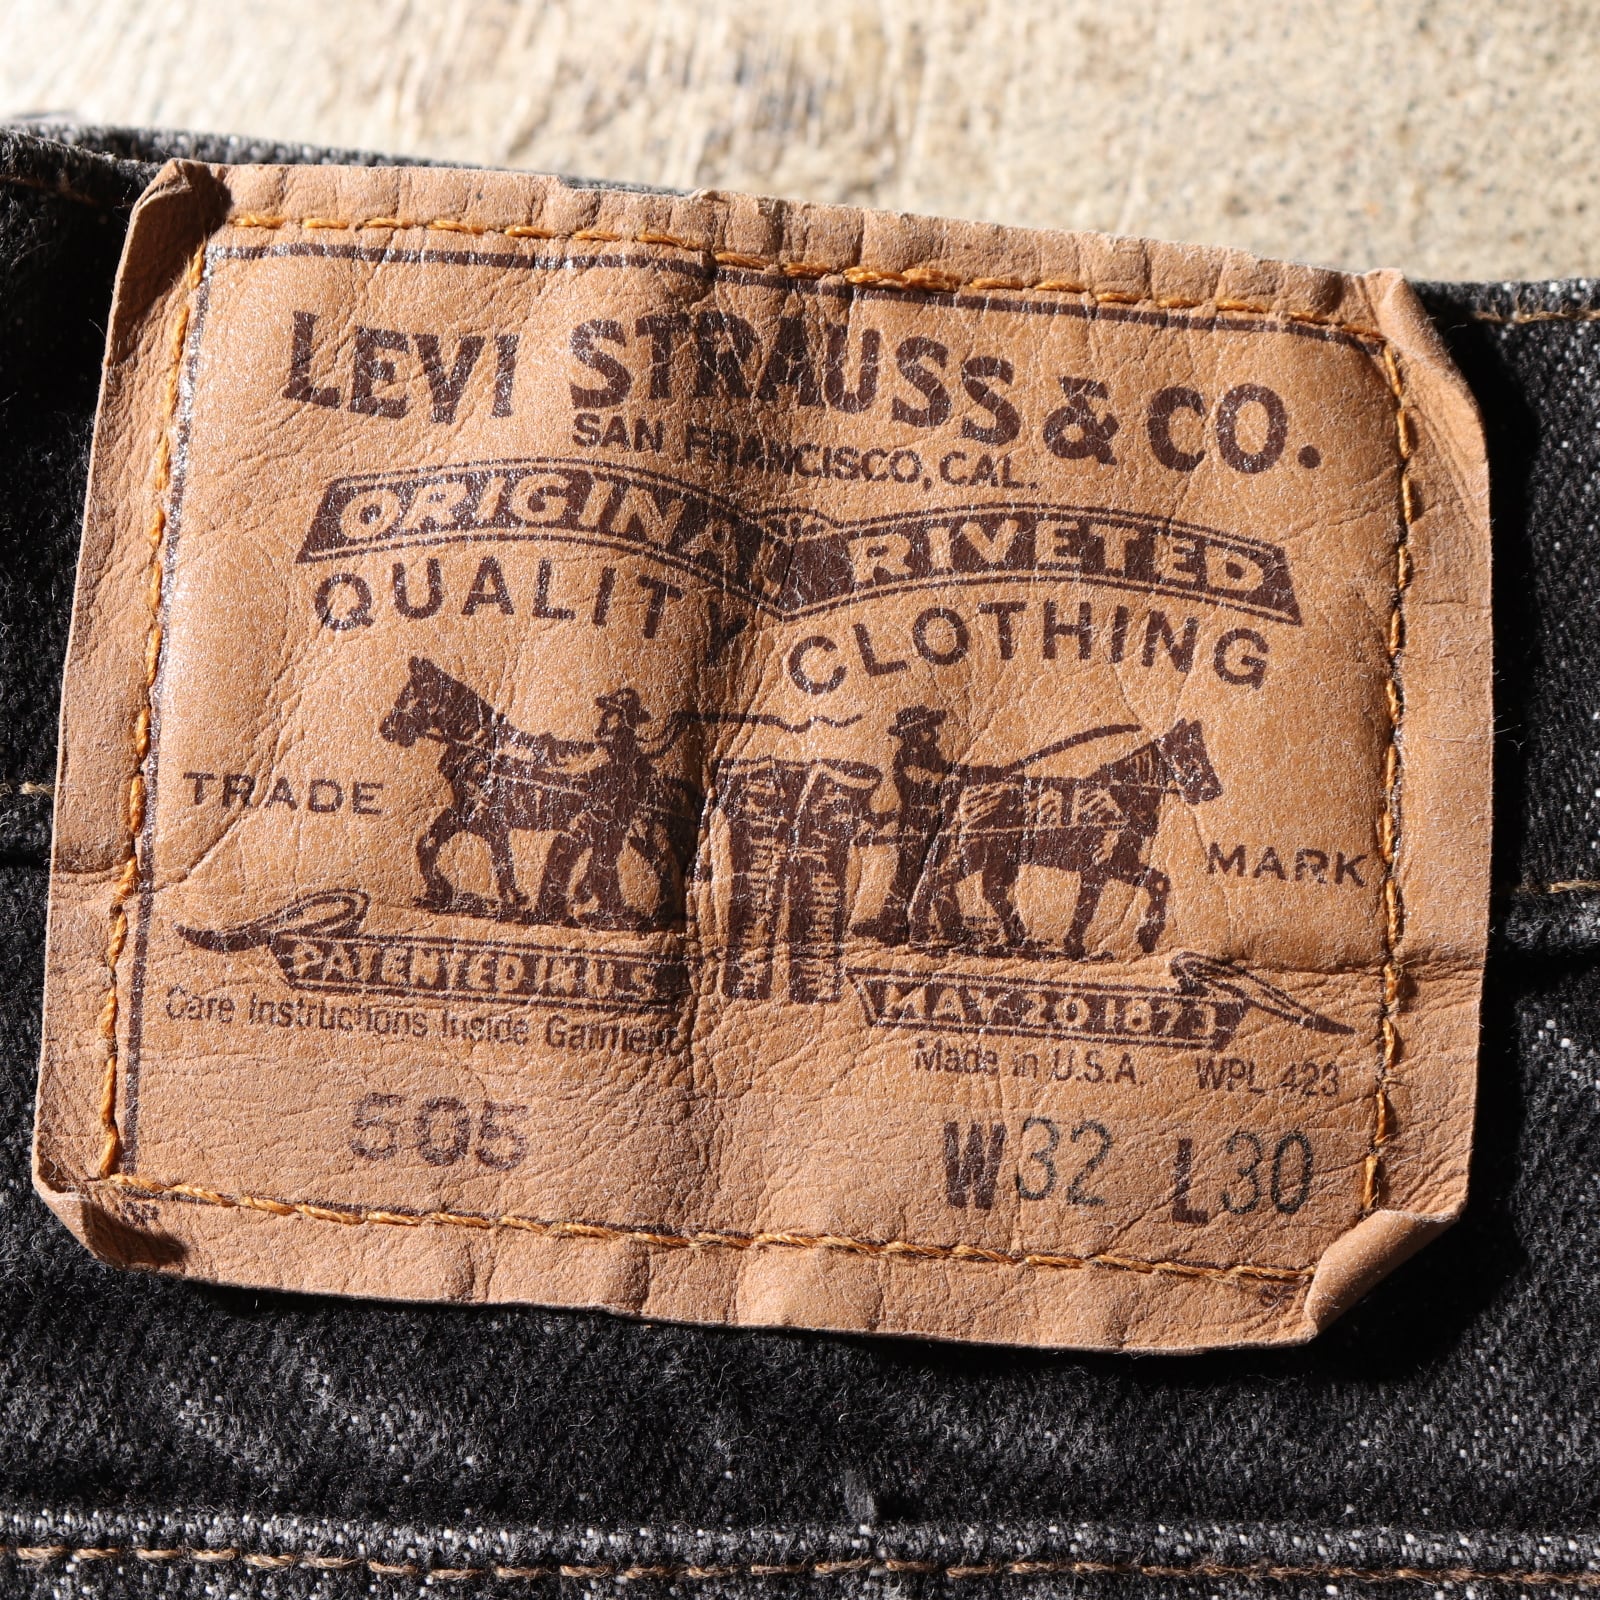 LEVI STRAUSS & CO.
SAN FRANCISCO, CAL.
ORIGINAL RIVETED
QUALITY CLOTHING
TRADE MARK
PATENTED IN U.S. MAY 20 1873
Care Instructions Inside Garment
Made in U.S.A. WPL 423
505 W32 L30